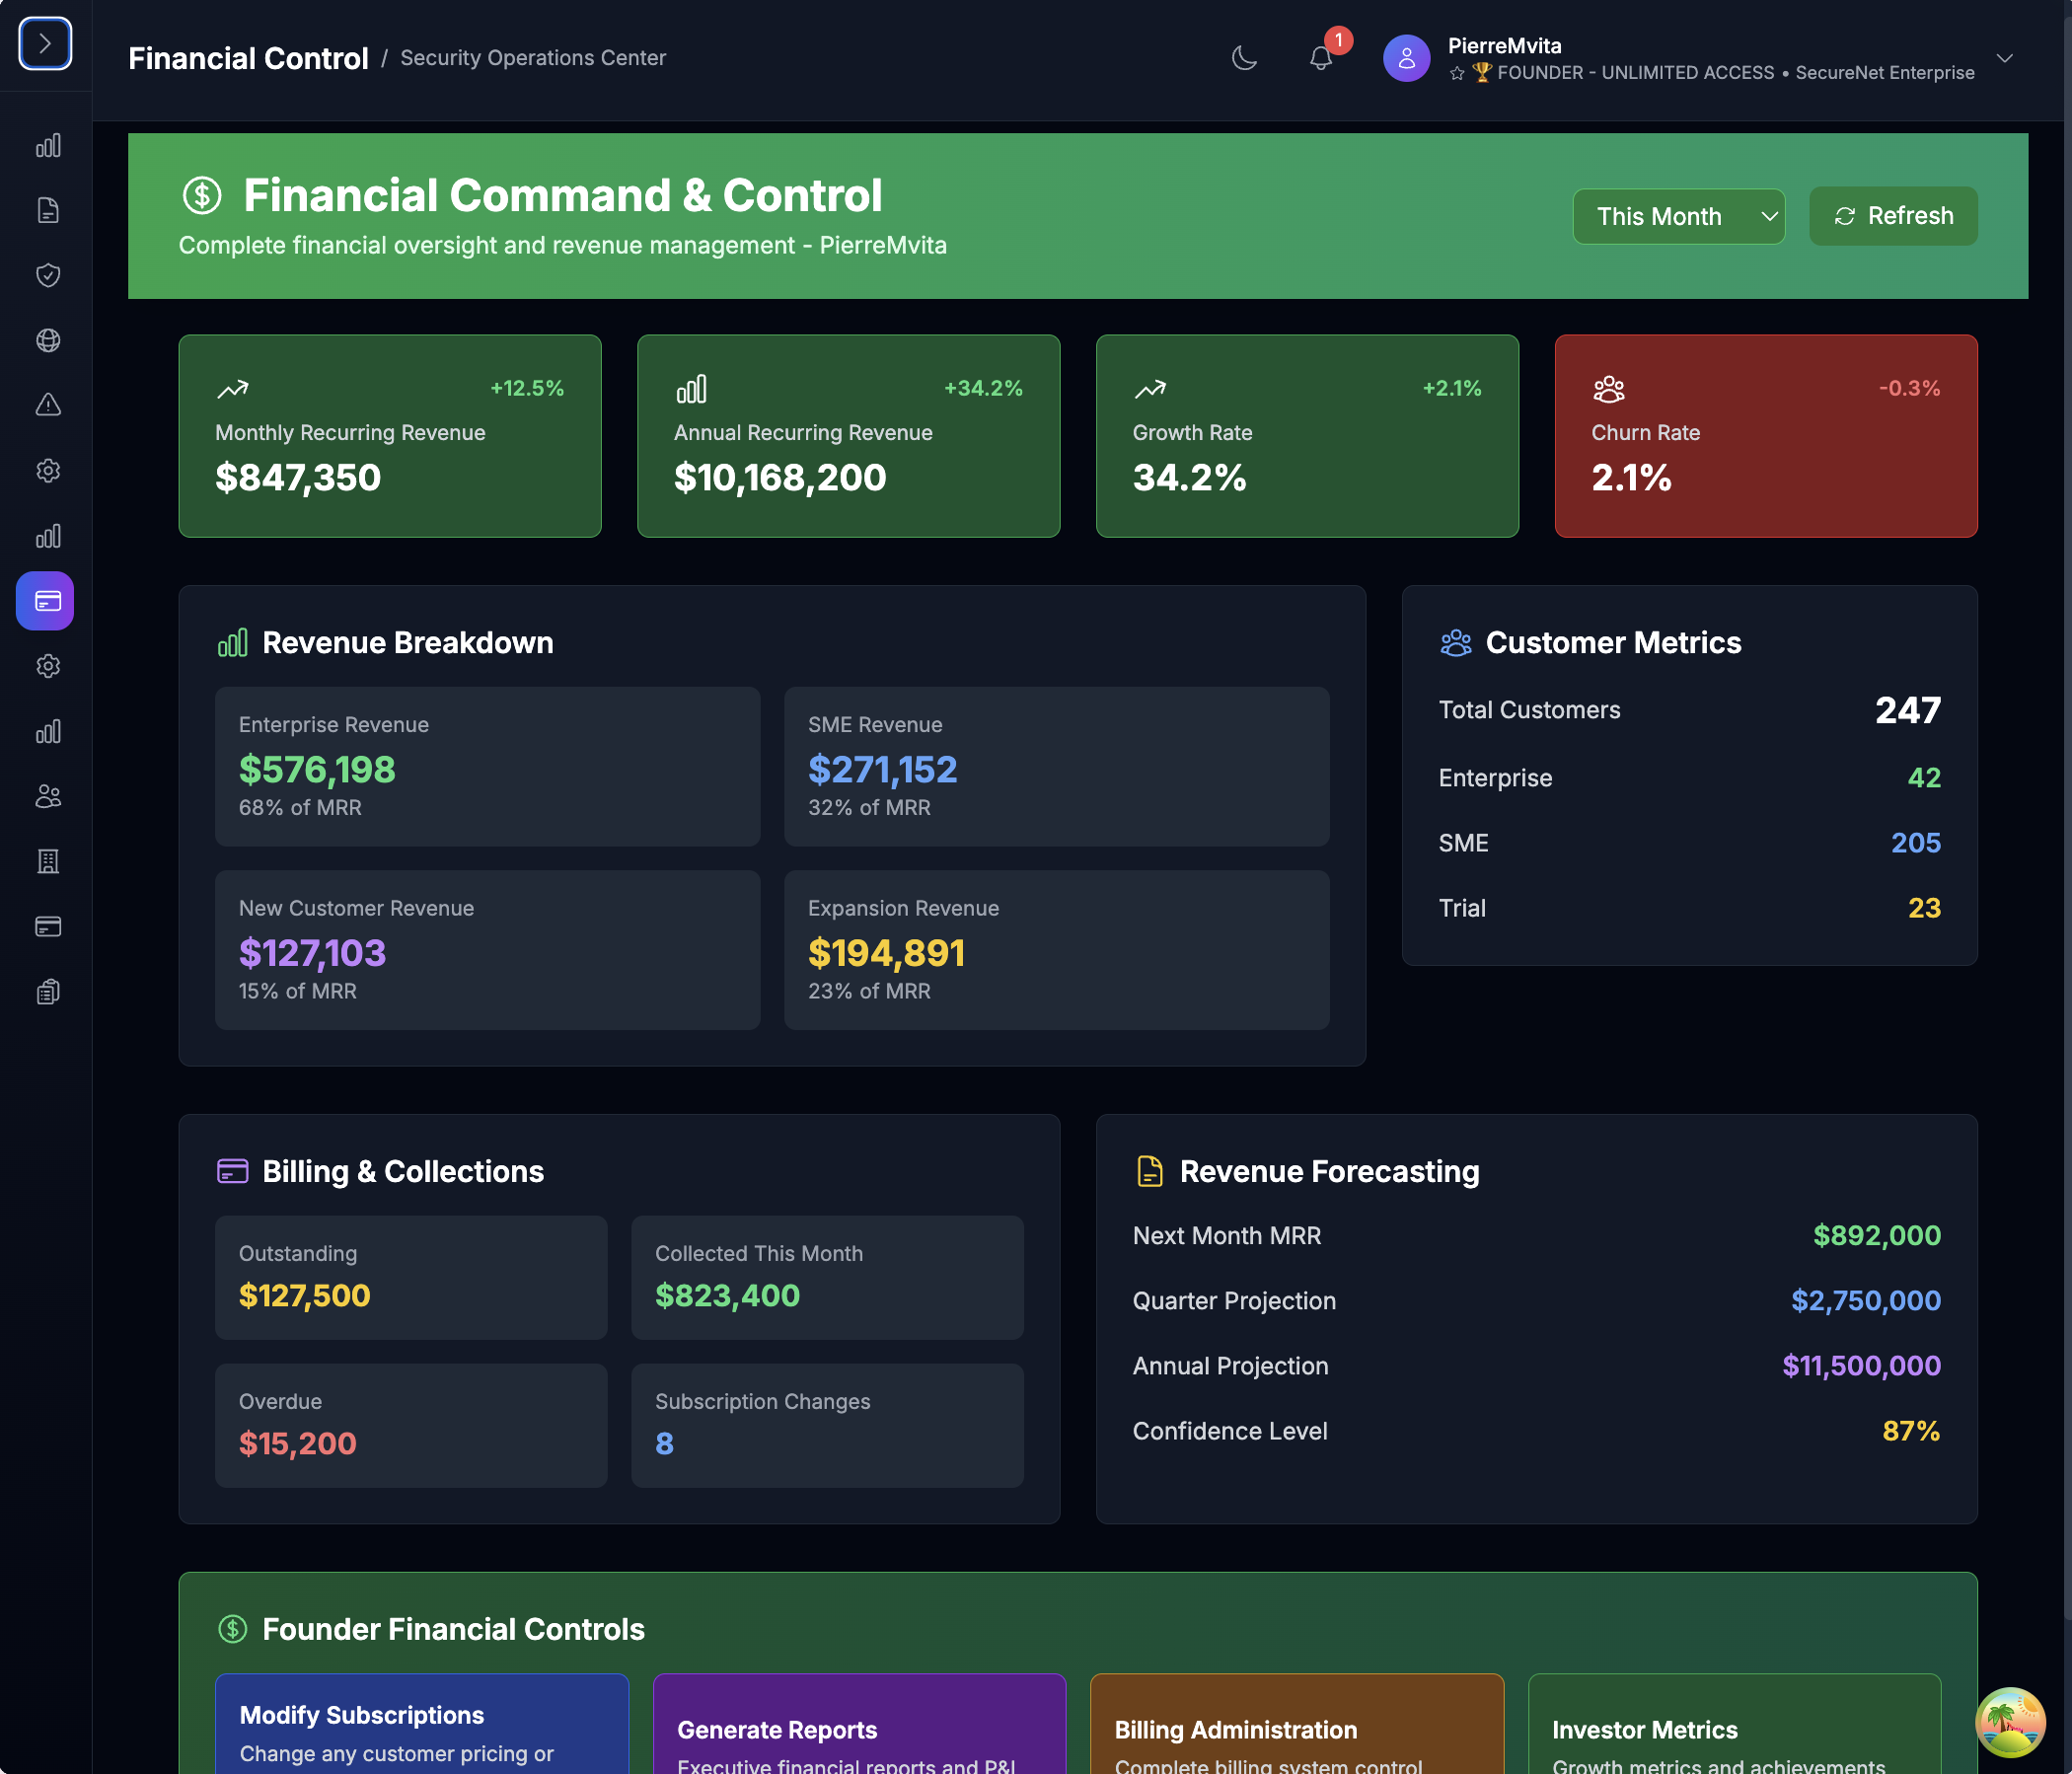 Financial Control / Security Operations Center
1
PierreMvita
☆ 🏆 FOUNDER - UNLIMITED ACCESS • SecureNet Enterprise
Financial Command & Control
Complete financial oversight and revenue management - PierreMvita
This Month
Refresh
+12.5%
Monthly Recurring Revenue
$847,350
+34.2%
Annual Recurring Revenue
$10,168,200
+2.1%
Growth Rate
34.2%
-0.3%
Churn Rate
2.1%
Revenue Breakdown
Enterprise Revenue
$576,198
68% of MRR
SME Revenue
$271,152
32% of MRR
New Customer Revenue
$127,103
15% of MRR
Expansion Revenue
$194,891
23% of MRR
Customer Metrics
Total Customers 247
Enterprise 42
SME 205
Trial 23
Billing & Collections
Outstanding
$127,500
Collected This Month
$823,400
Overdue
$15,200
Subscription Changes
8
Revenue Forecasting
Next Month MRR $892,000
Quarter Projection $2,750,000
Annual Projection $11,500,000
Confidence Level 87%
Founder Financial Controls
Modify Subscriptions
Change any customer pricing or
Generate Reports
Executive financial reports and P&L
Billing Administration
Complete billing system control
Investor Metrics
Growth metrics and achievements